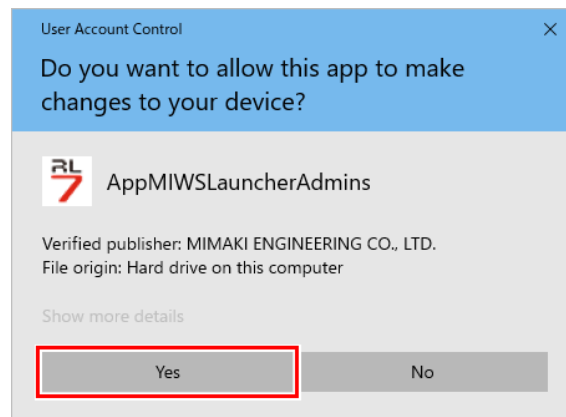 User Account Control
Do you want to allow this app to make
changes to your device?
RL
7
AppMIWSLauncherAdmins
Verified publisher: MIMAKI ENGINEERING CO., LTD.
File origin: Hard drive on this computer
Show more details
Yes
No